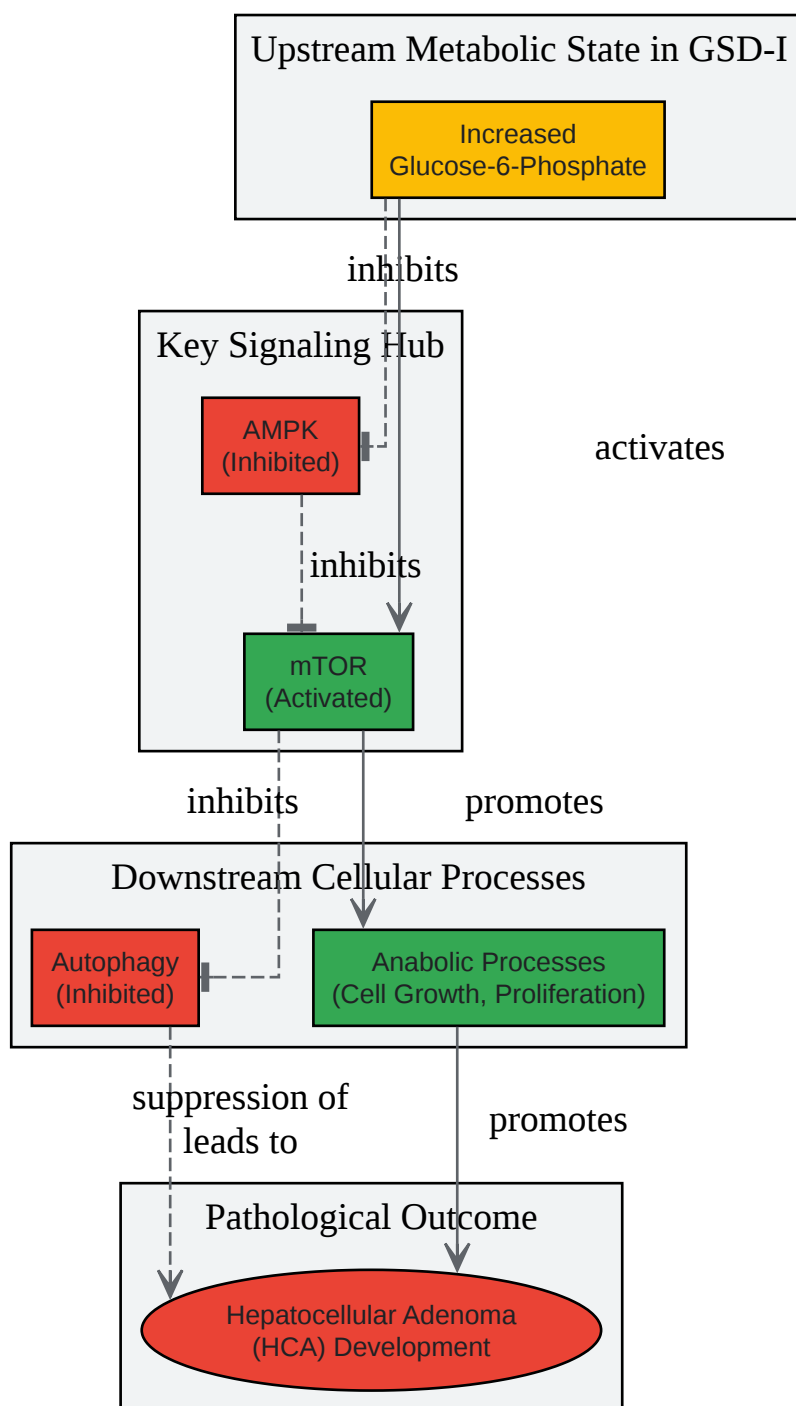 Upstream Metabolic State in GSD-I
Increased
Glucose-6-Phosphate
inhibits
Key Signaling Hub
AMPK
(Inhibited)
activates
inhibits
mTOR
(Activated)
inhibits
promotes
Downstream Cellular Processes
Autophagy
(Inhibited)
Anabolic Processes
(Cell Growth, Proliferation)
suppression of
leads to
promotes
Pathological Outcome
Hepatocellular Adenoma
(HCA) Development